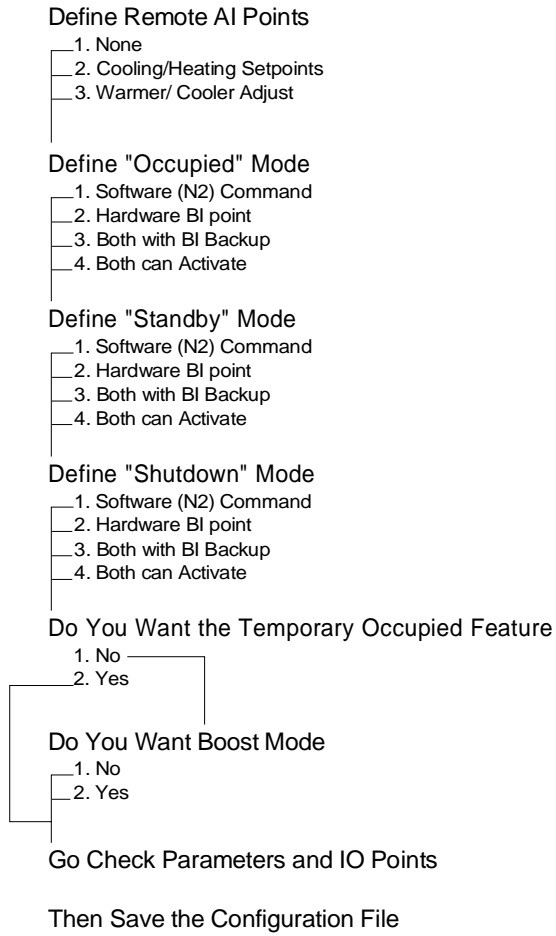 Define Remote AI Points
1. None
2. Cooling/Heating Setpoints
3. Warmer/ Cooler Adjust
Define "Occupied" Mode
1. Software (N2) Command
2. Hardware BI point
3. Both with BI Backup
4. Both can Activate
Define "Standby" Mode
1. Software (N2) Command
2. Hardware BI point
3. Both with BI Backup
4. Both can Activate
Define "Shutdown" Mode
1. Software (N2) Command
2. Hardware BI point
3. Both with BI Backup
4. Both can Activate
Do You Want the Temporary Occupied Feature
1. No
2. Yes
Do You Want Boost Mode
1. No
2. Yes
Go Check Parameters and IO Points
Then Save the Configuration File